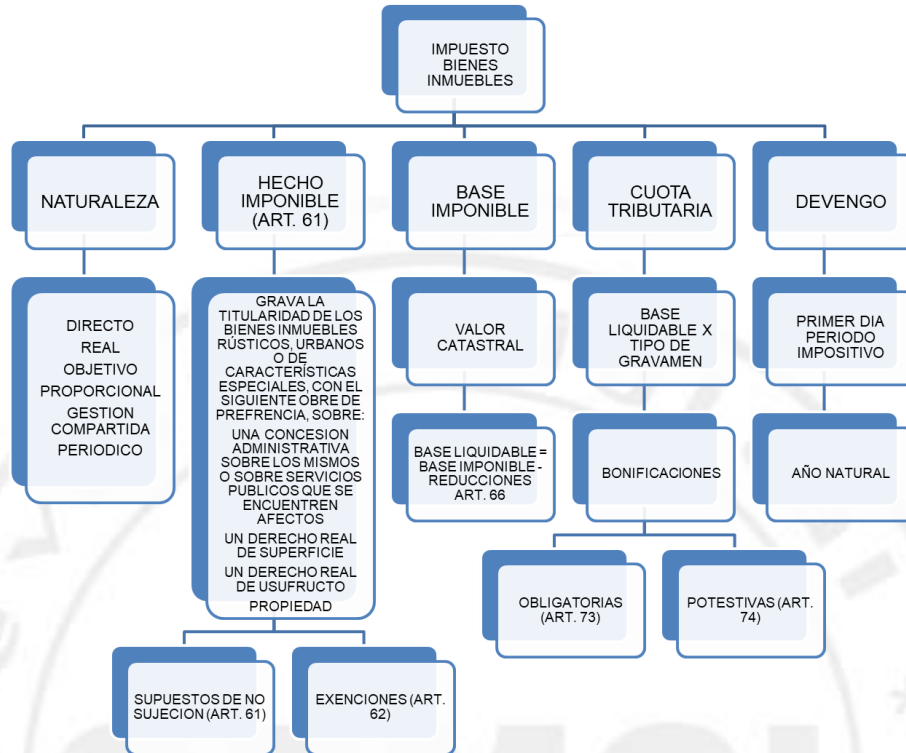 IMPUESTO
BIENES
INMUEBLES
NATURALEZA
HECHO
IMPONIBLE
(ART. 61)
BASE
IMPONIBLE
CUOTA
TRIBUTARIA
DEVENGO
DIRECTO
REAL
OBJETIVO
PROPORCIONAL
GESTION
COMPARTIDA
PERIODICO
GRAVA LA
TITULARIDAD DE LOS
BIENES INMUEBLES
RÚSTICOS, URBANOS
O DE
CARACTERÍSTICAS
ESPECIALES, CON EL
SIGUIENTE OBRE DE
PREFRENCIA, SOBRE:
UNA CONCESION
ADMINISTRATIVA
SOBRE LOS MISMOS
O SOBRE SERVICIOS
PUBLICOS QUE SE
ENCUENTREN
AFECTOS
UN DERECHO REAL
DE SUPERFICIE
UN DERECHO REAL
DE USUFRUCTO
PROPIEDAD
VALOR
CATASTRAL
BASE
LIQUIDABLE X
TIPO DE
GRAVAMEN
PRIMER DIA
PERIODO
IMPOSITIVO
BASE LIQUIDABLE =
BASE IMPONIBLE -
REDUCCIONES
ART. 66
BONIFICACIONES
AÑO NATURAL
OBLIGATORIAS
(ART. 73)
POTESTIVAS (ART.
74)
SUPUESTOS DE NO
SUJECION (ART. 61)
EXENCIONES (ART.
62)